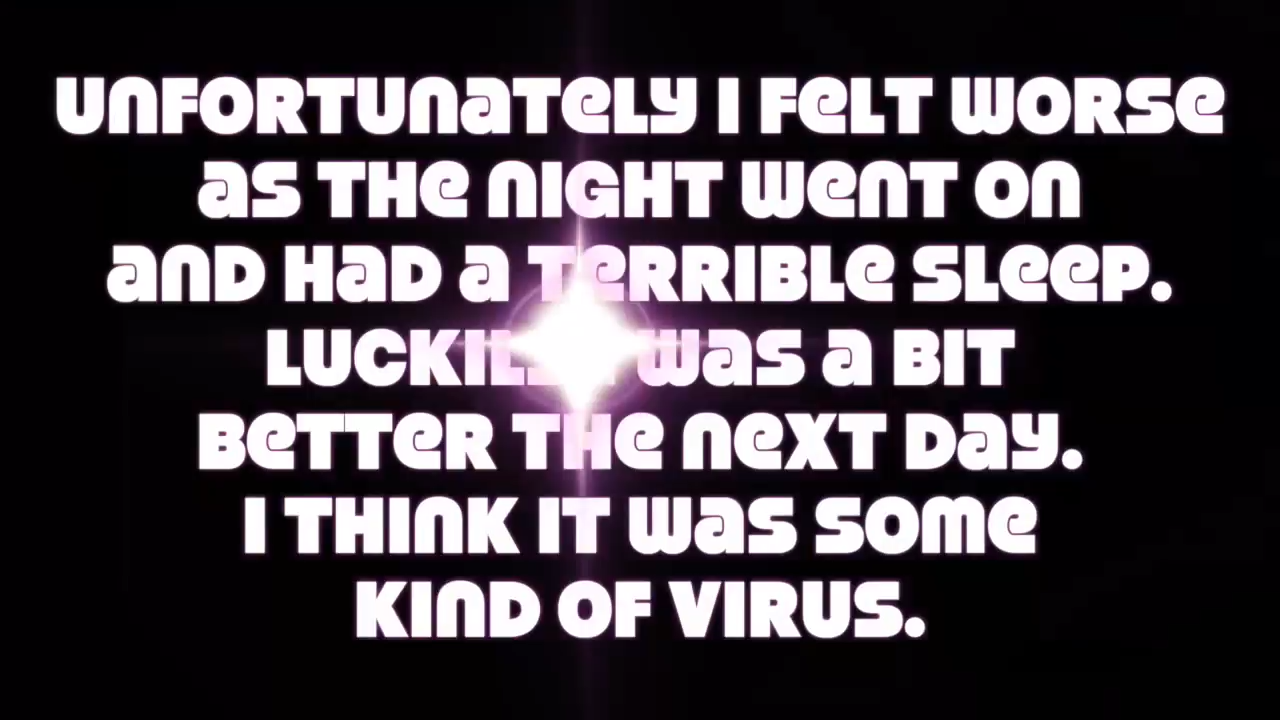 UNFORTUNATELY I FELT WORSE
AS THE NIGHT WENT ON
AND HAD A TERRIBLE SLEEP.
LUCKILY I WAS A BIT
BETTER THE NEXT DAY.
I THINK IT WAS SOME
KIND OF VIRUS.